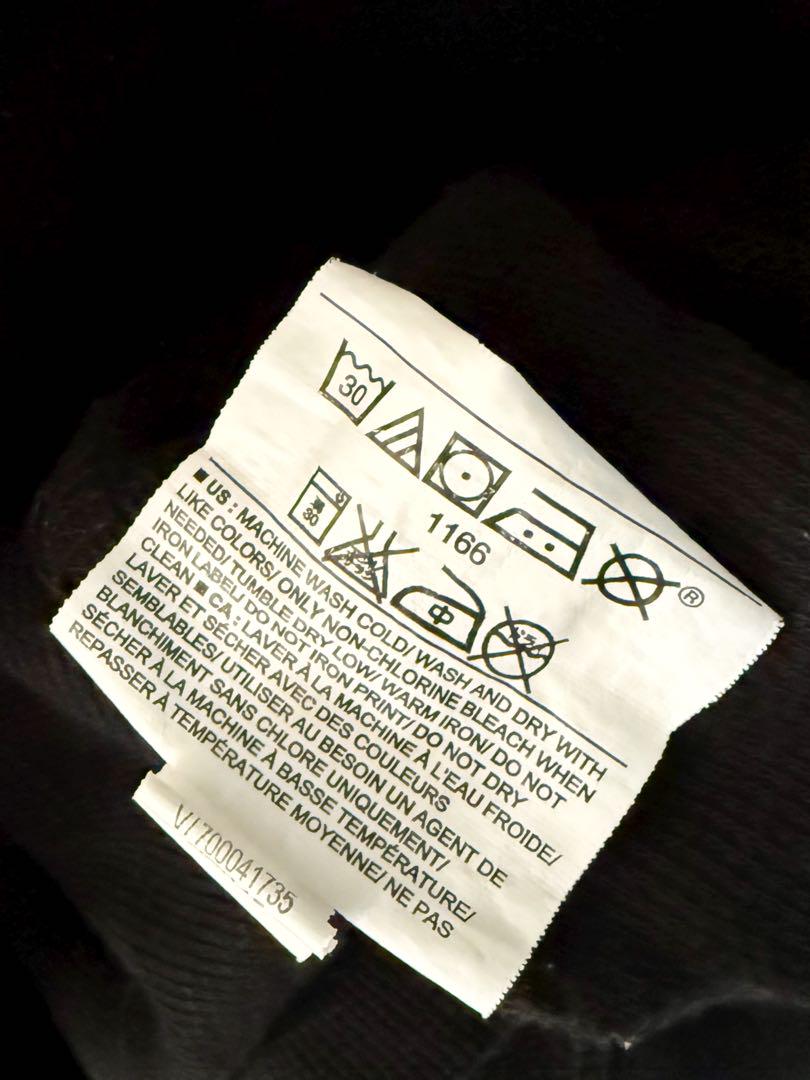 30
®
1166
30
■ US : MACHINE WASH COLD/ WASH AND DRY WITH
LIKE COLORS/ ONLY NON-CHLORINE BLEACH WHEN
NEEDED/TUMBLE DRY LOW/ WARM IRON/ DO NOT
IRON LABEL/ DO NOT IRON PRINT/ DO NOT DRY
CLEAN ■ CA : LAVER À LA MACHINE À L'EAU FROIDE/
LAVER ET SÉCHER AVEC DES COULEURS
SEMBLABLES/ UTILISER AU BESOIN UN AGENT DE
BLANCHIMENT SANS CHLORE UNIQUEMENT/
SÉCHER À LA MACHINE À BASSE TEMPÉRATURE/
REPASSER À TEMPÉRATURE MOYENNE/ NE PAS